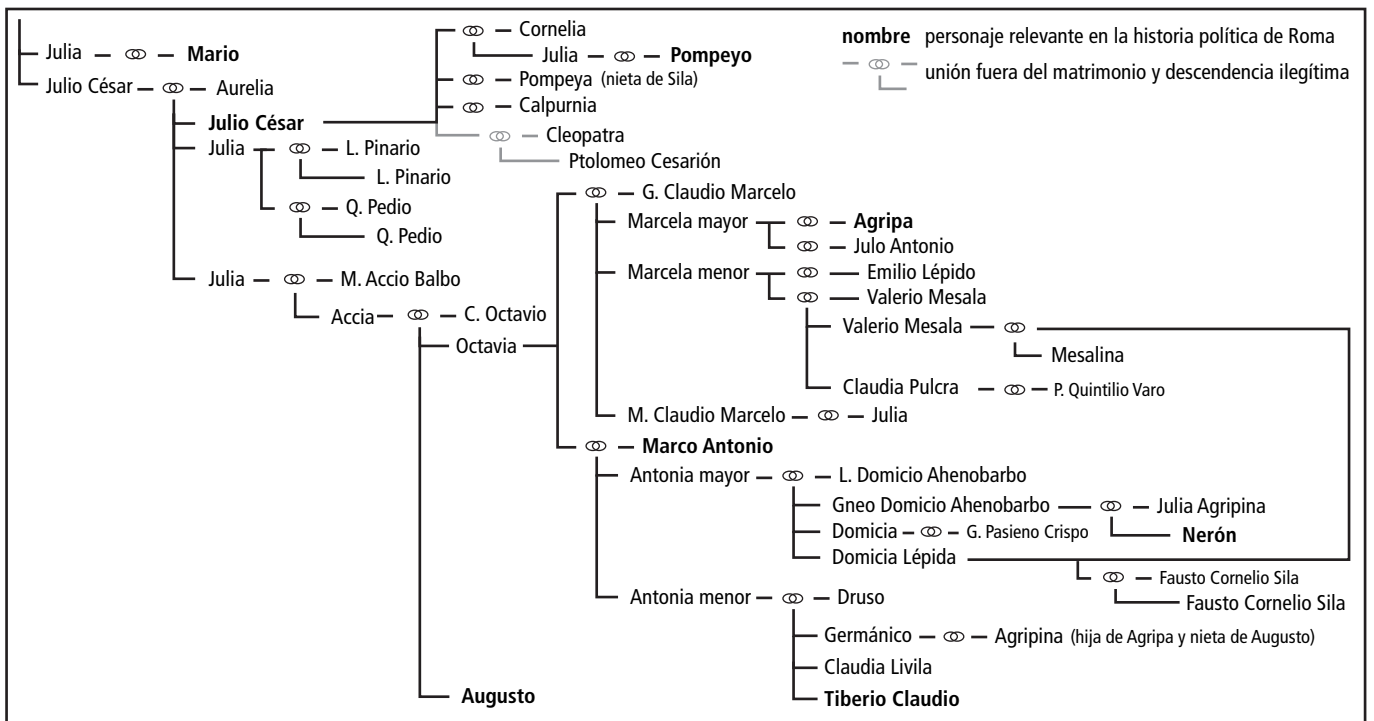 Cornelia
nombre personaje relevante en la historia política de Roma
Julia Mario
Julia Pompeyo
unión fuera del matrimonio y descendencia ilegítima
Pompeya (nieta de Sila)
Julio César Aurelia
Calpurnia
Julio César
Cleopatra
Julia L. Pinario
Ptolomeo Cesarión
L. Pinario
G. Claudio Marcelo
Q. Pedio
Marcela mayor Agripa
Q. Pedio
Julo Antonio
Marcela menor Emilio Lépido
Julia M. Accio Balbo
Valerio Mesala
Accia C. Octavio
Valerio Mesala
Octavia
Mesalina
Claudia Pulcra P. Quintilio Varo
M. Claudio Marcelo Julia
Marco Antonio
Antonia mayor L. Domicio Ahenobarbo
Gneo Domicio Ahenobarbo Julia Agripina
Domicia G. Pasieno Crispo Nerón
Domicia Lépida
Fausto Cornelio Sila
Antonia menor Druso
Fausto Cornelio Sila
Germánico Agripina (hija de Agripa y nieta de Augusto)
Claudia Livila
Augusto Tiberio Claudio